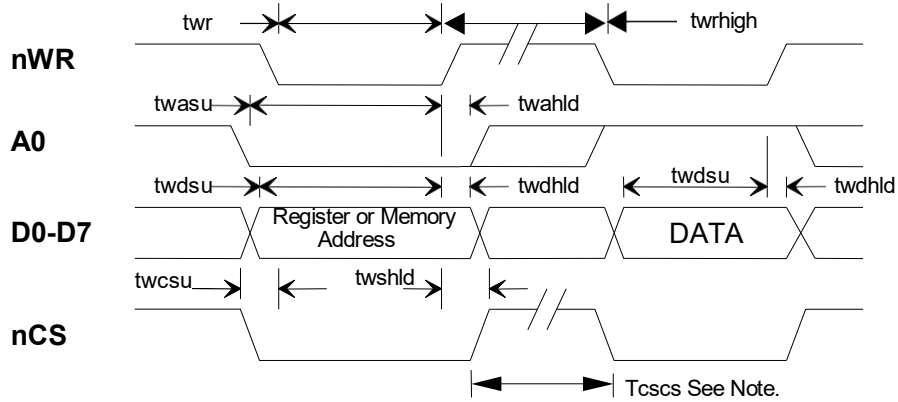 twr
twrhigh
nWR
twasu
twahld
A0
twdsu
twdhld
twdsu
twdhld
D0-D7
Register or Memory
Address
DATA
twcsu
twshld
nCS
Tcscs See Note.